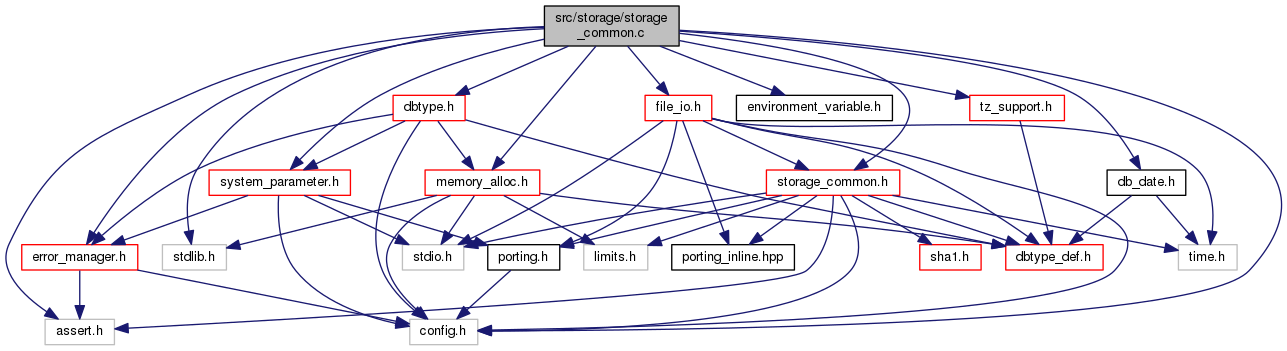 src/storage/storage
_common.c
dbtype.h
file_io.h
environment_variable.h
tz_support.h
system_parameter.h
memory_alloc.h
storage_common.h
db_date.h
error_manager.h
stdlib.h
stdio.h
porting.h
limits.h
porting_inline.hpp
sha1.h
dbtype_def.h
time.h
assert.h
config.h